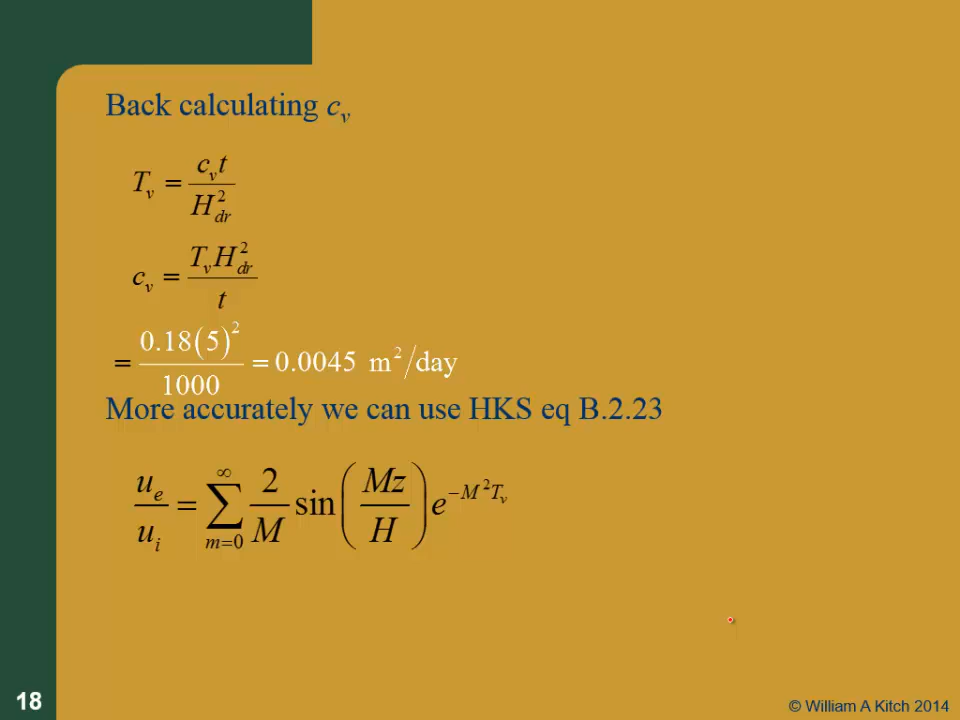 Back calculating c_v
T_v = c_v t / H_dr^2
c_v = T_v H_dr^2 / t
= 0.18(5)^2 / 1000 = 0.0045 m^2/day
More accurately we can use HKS eq B.2.23
u_e / u_i = ∑_{m=0}^{∞} 2/M sin(Mz/H) e^{-M^2 T_v}
18
© William A Kitch 2014